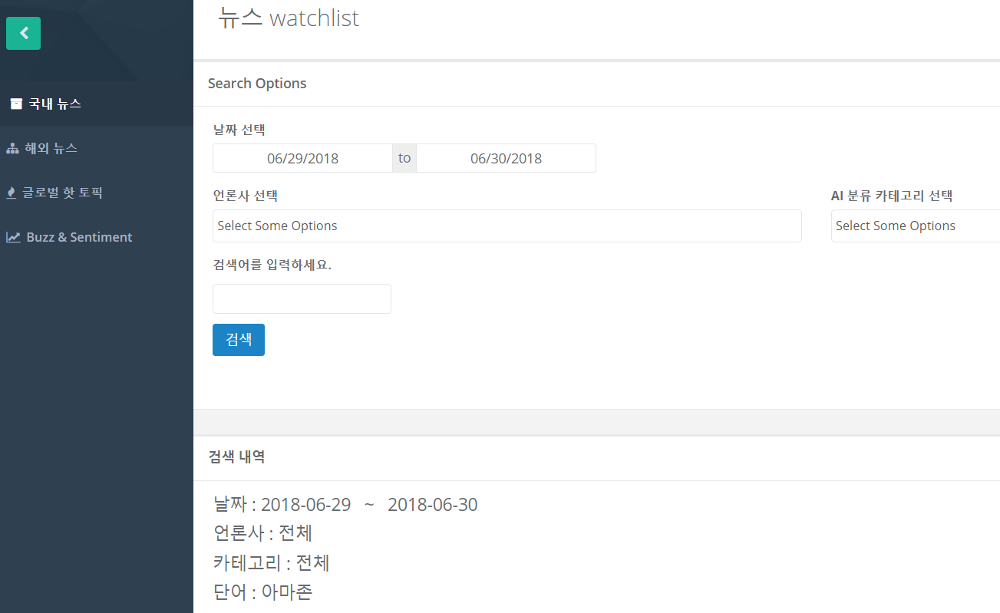 뉴스 watchlist
국내 뉴스
해외 뉴스
글로벌 핫 토픽
Buzz & Sentiment
Search Options
날짜 선택
06/29/2018 to 06/30/2018
언론사 선택
Select Some Options
AI 분류 카테고리 선택
Select Some Options
검색어를 입력하세요.
검색
검색 내역
날짜 : 2018-06-29 ~ 2018-06-30
언론사 : 전체
카테고리 : 전체
단어 : 아마존